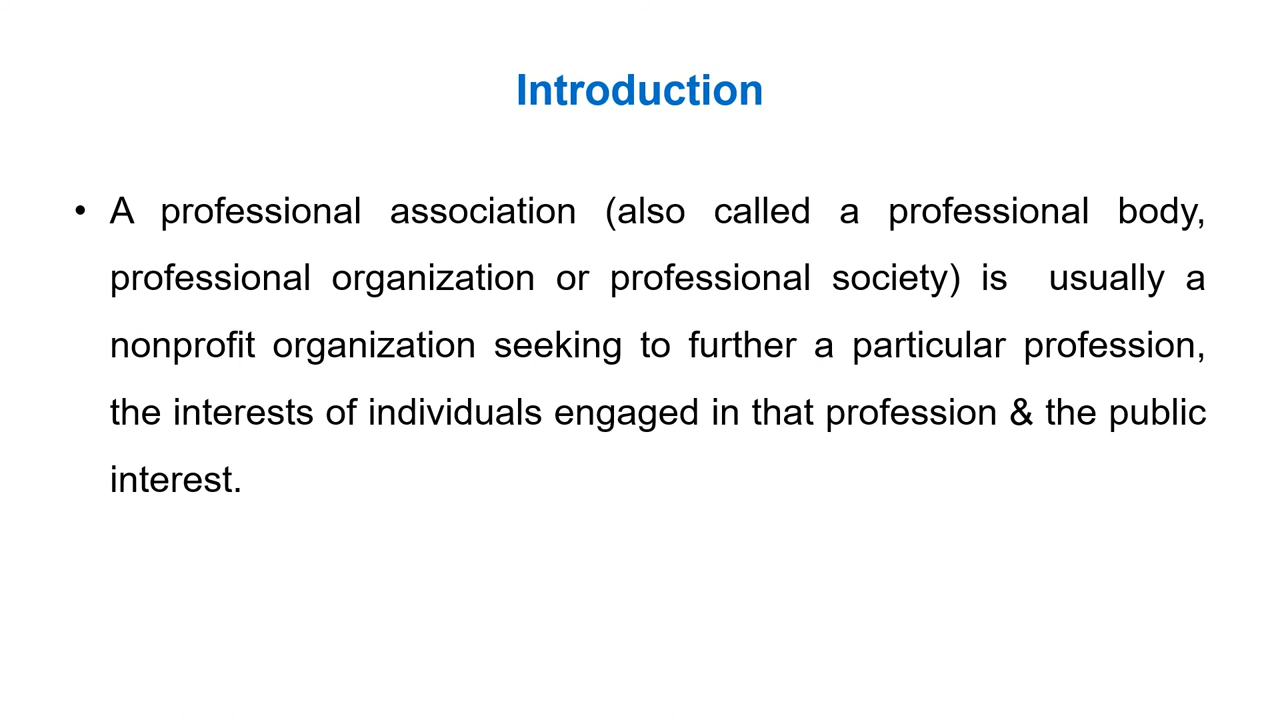 Introduction
• A professional association (also called a professional body,
professional organization or professional society) is usually a
nonprofit organization seeking to further a particular profession,
the interests of individuals engaged in that profession & the public
interest.